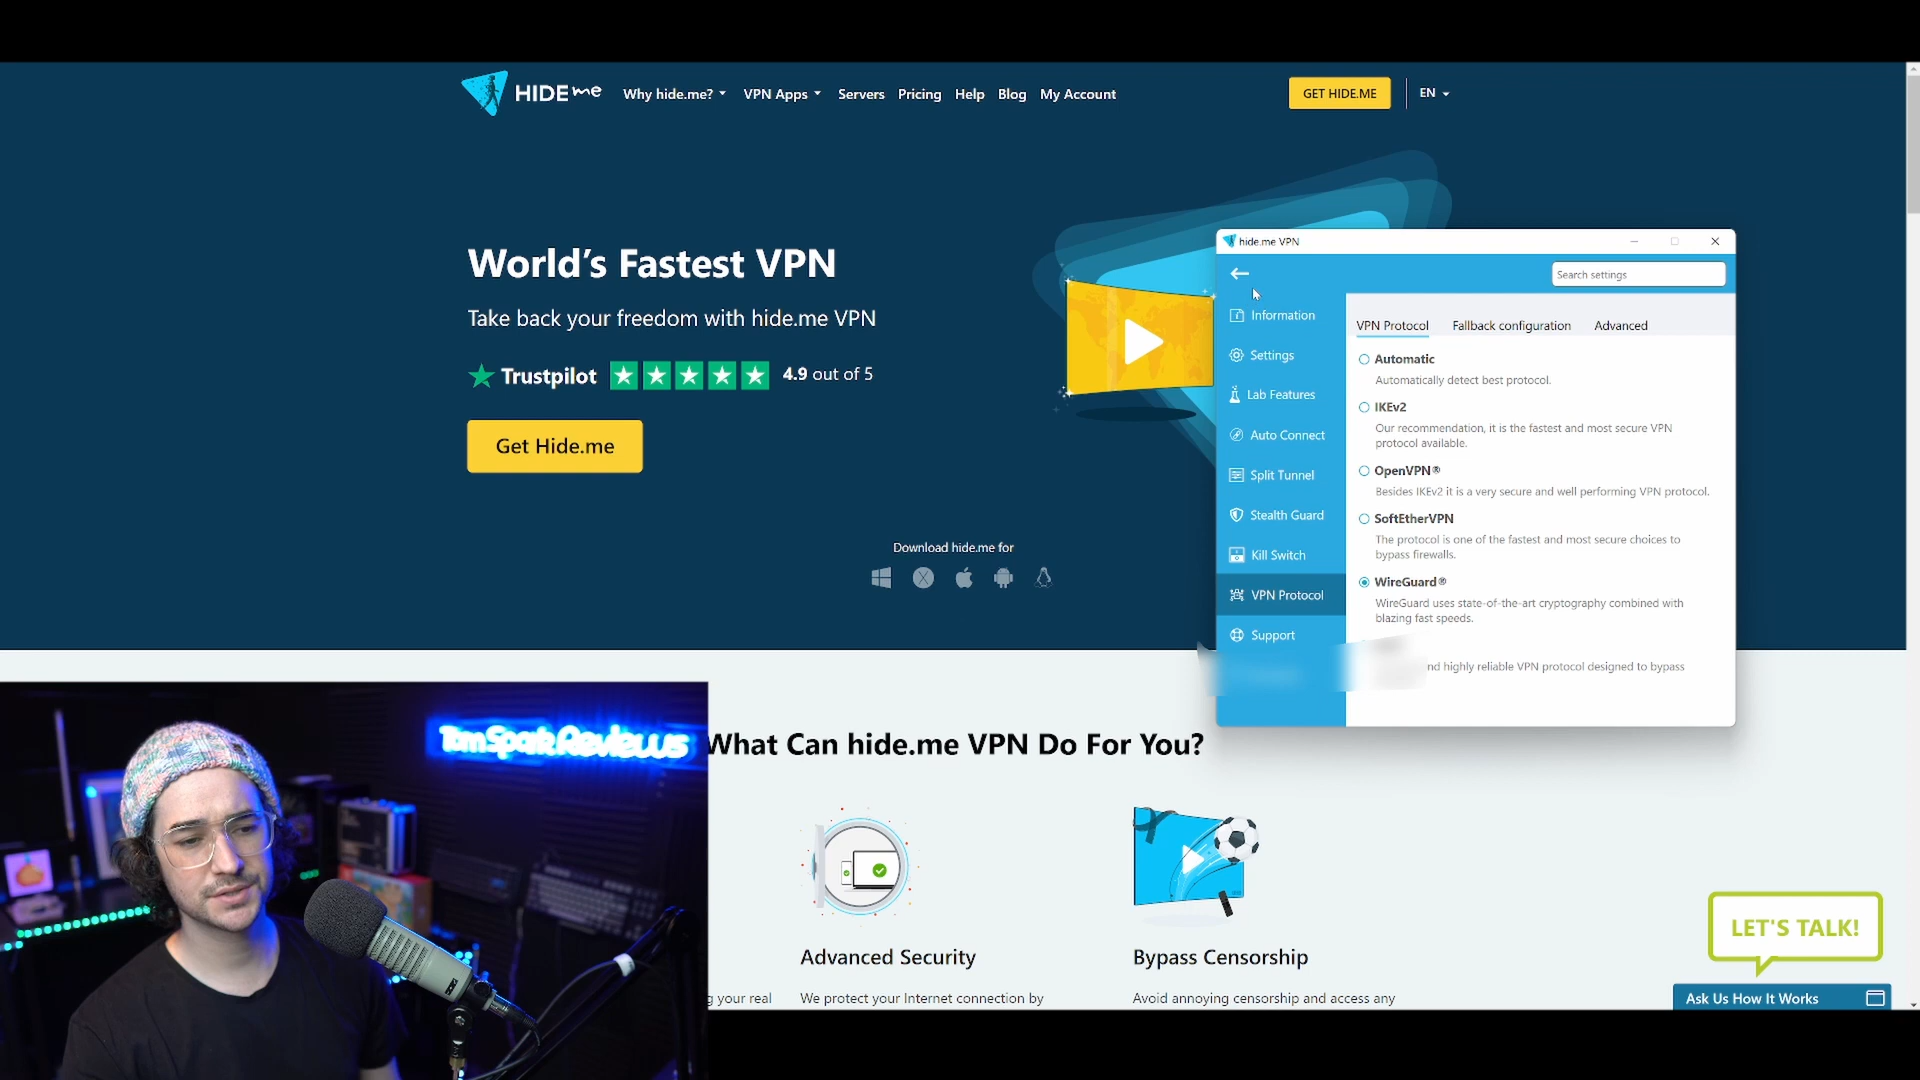 HIDEme
Why hide.me?
VPN Apps
Servers
Pricing
Help
Blog
My Account
GET HIDE.ME
EN
World's Fastest VPN
Take back your freedom with hide.me VPN
Trustpilot
4.9 out of 5
Get Hide.me
Download hide.me for
hide.me VPN
Search settings
Information
Settings
Lab Features
Auto Connect
Split Tunnel
Stealth Guard
Kill Switch
VPN Protocol
Support
VPN Protocol
Fallback configuration
Advanced
Automatic
Automatically detect best protocol.
IKEv2
Our recommendation, it is the fastest and most secure VPN
protocol available.
OpenVPN®
Besides IKEv2 it is a very secure and well performing VPN protocol.
SoftEtherVPN
The protocol is one of the fastest and most secure choices to
bypass firewalls.
WireGuard®
WireGuard uses state-of-the-art cryptography combined with
blazing fast speeds.
nd highly reliable VPN protocol designed to bypass
TomSparkReviews
What Can hide.me VPN Do For You?
Advanced Security
Bypass Censorship
g your real
We protect your Internet connection by
Avoid annoying censorship and access any
LET'S TALK!
Ask Us How It Works